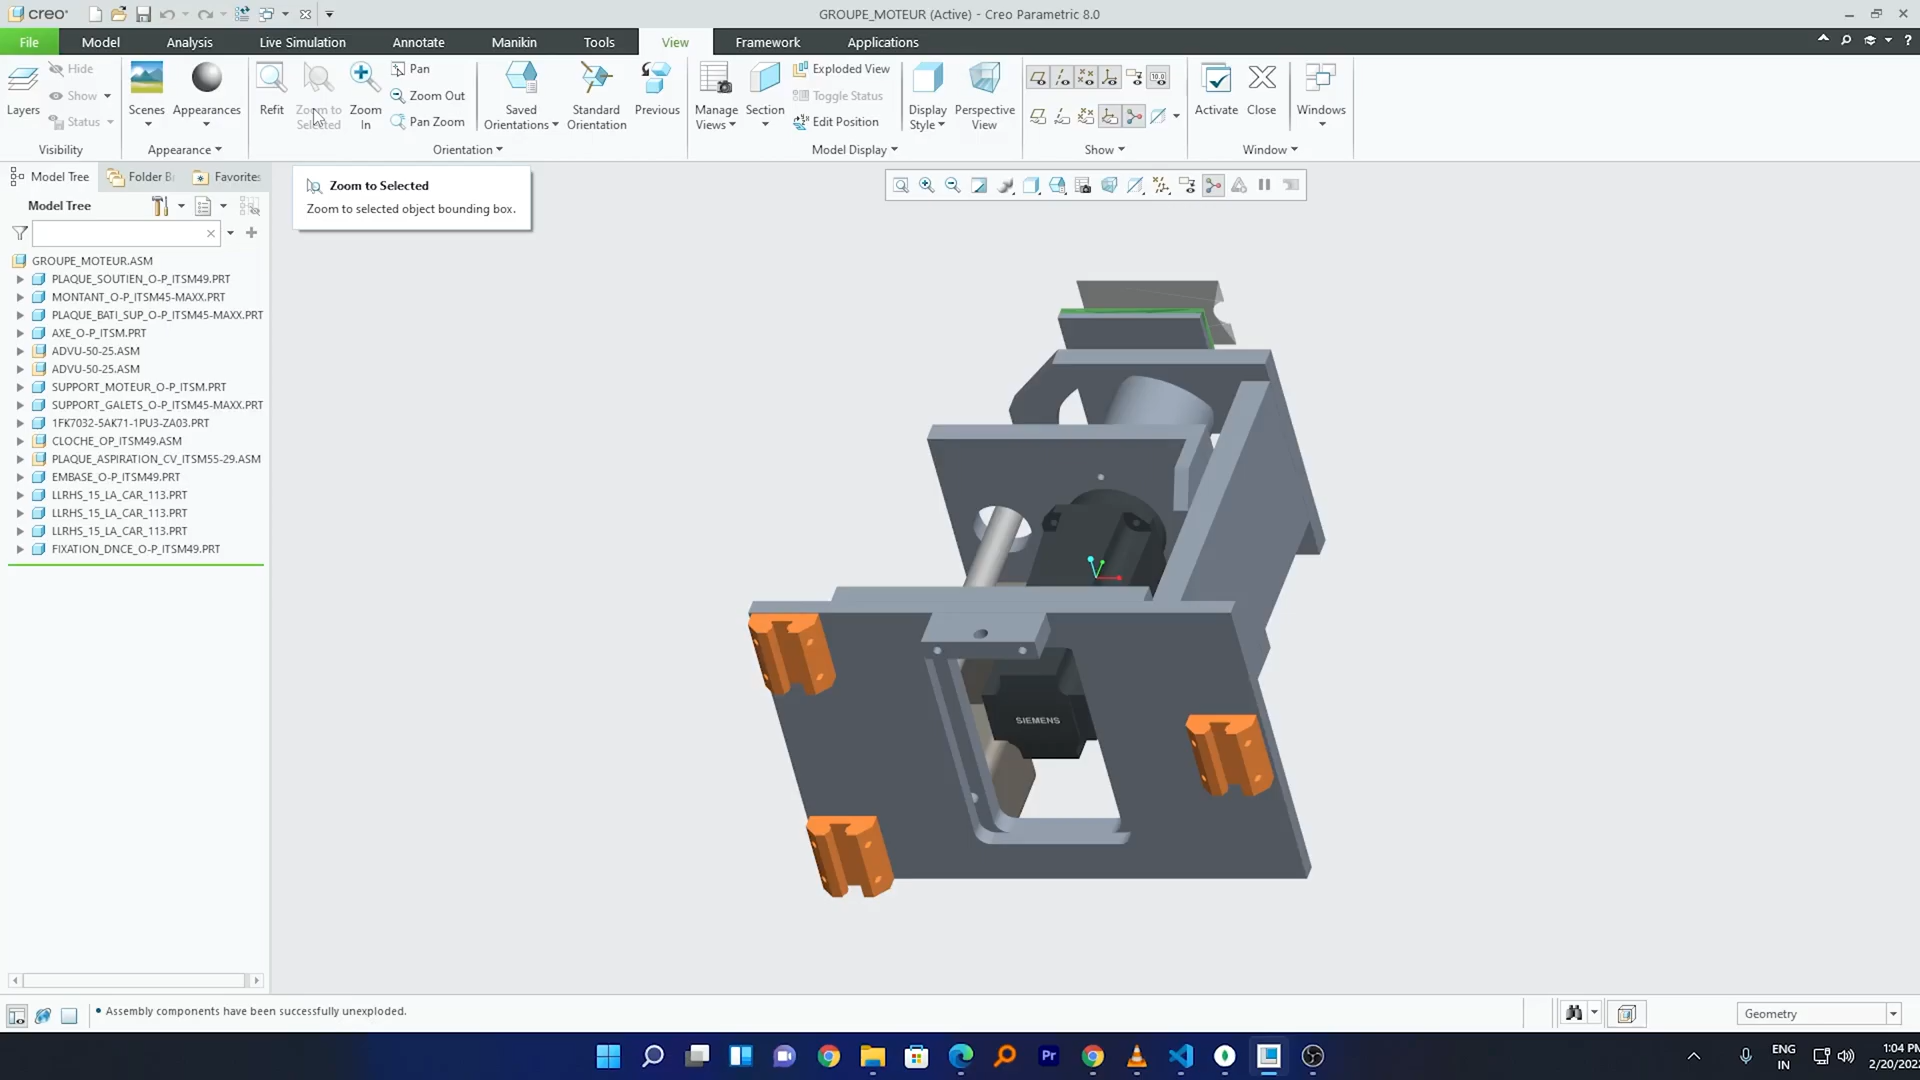 creo
GROUPE_MOTEUR (Active) - Creo Parametric 8.0
File Model Analysis Live Simulation Annotate Manikin Tools View Framework Applications
Layers
Hide
Show
Status
Visibility
Scenes
Appearances
Appearance
Refit
Zoom to Selected
Zoom In
Pan
Zoom Out
Pan Zoom
Saved Orientations
Standard Orientation
Previous
Orientation
Manage Views
Section
Exploded View
Toggle Status
Edit Position
Model Display
Display Style
Perspective View
Show
Activate
Close
Windows
Window
Model Tree
Favorites
Model Tree
Zoom to Selected
Zoom to selected object bounding box.
GROUPE_MOTEUR.ASM
PLAQUE_SOUTIEN_O-P_ITSM49.PRT
MONTANT_O-P_ITSM45-MAXX.PRT
PLAQUE_BATI_SUP_O-P_ITSM45-MAXX.PRT
AXE_O-P_ITSM.PRT
ADVU-50-25.ASM
ADVU-50-25.ASM
SUPPORT_MOTEUR_O-P_ITSM.PRT
SUPPORT_GALETS_O-P_ITSM45-MAXX.PRT
1FK7032-5AK71-1PU3-ZA03.PRT
CLOCHE_OP_ITSM49.ASM
PLAQUE_ASPIRATION_CV_ITSM55-29.ASM
EMBASE_O-P_ITSM49.PRT
LLRHS_15_LA_CAR_113.PRT
LLRHS_15_LA_CAR_113.PRT
LLRHS_15_LA_CAR_113.PRT
FIXATION_DNCE_O-P_ITSM49.PRT
SIEMENS
Assembly components have been successfully unexploded.
Geometry
Pr
ENG
IN
1:04
2/20/202